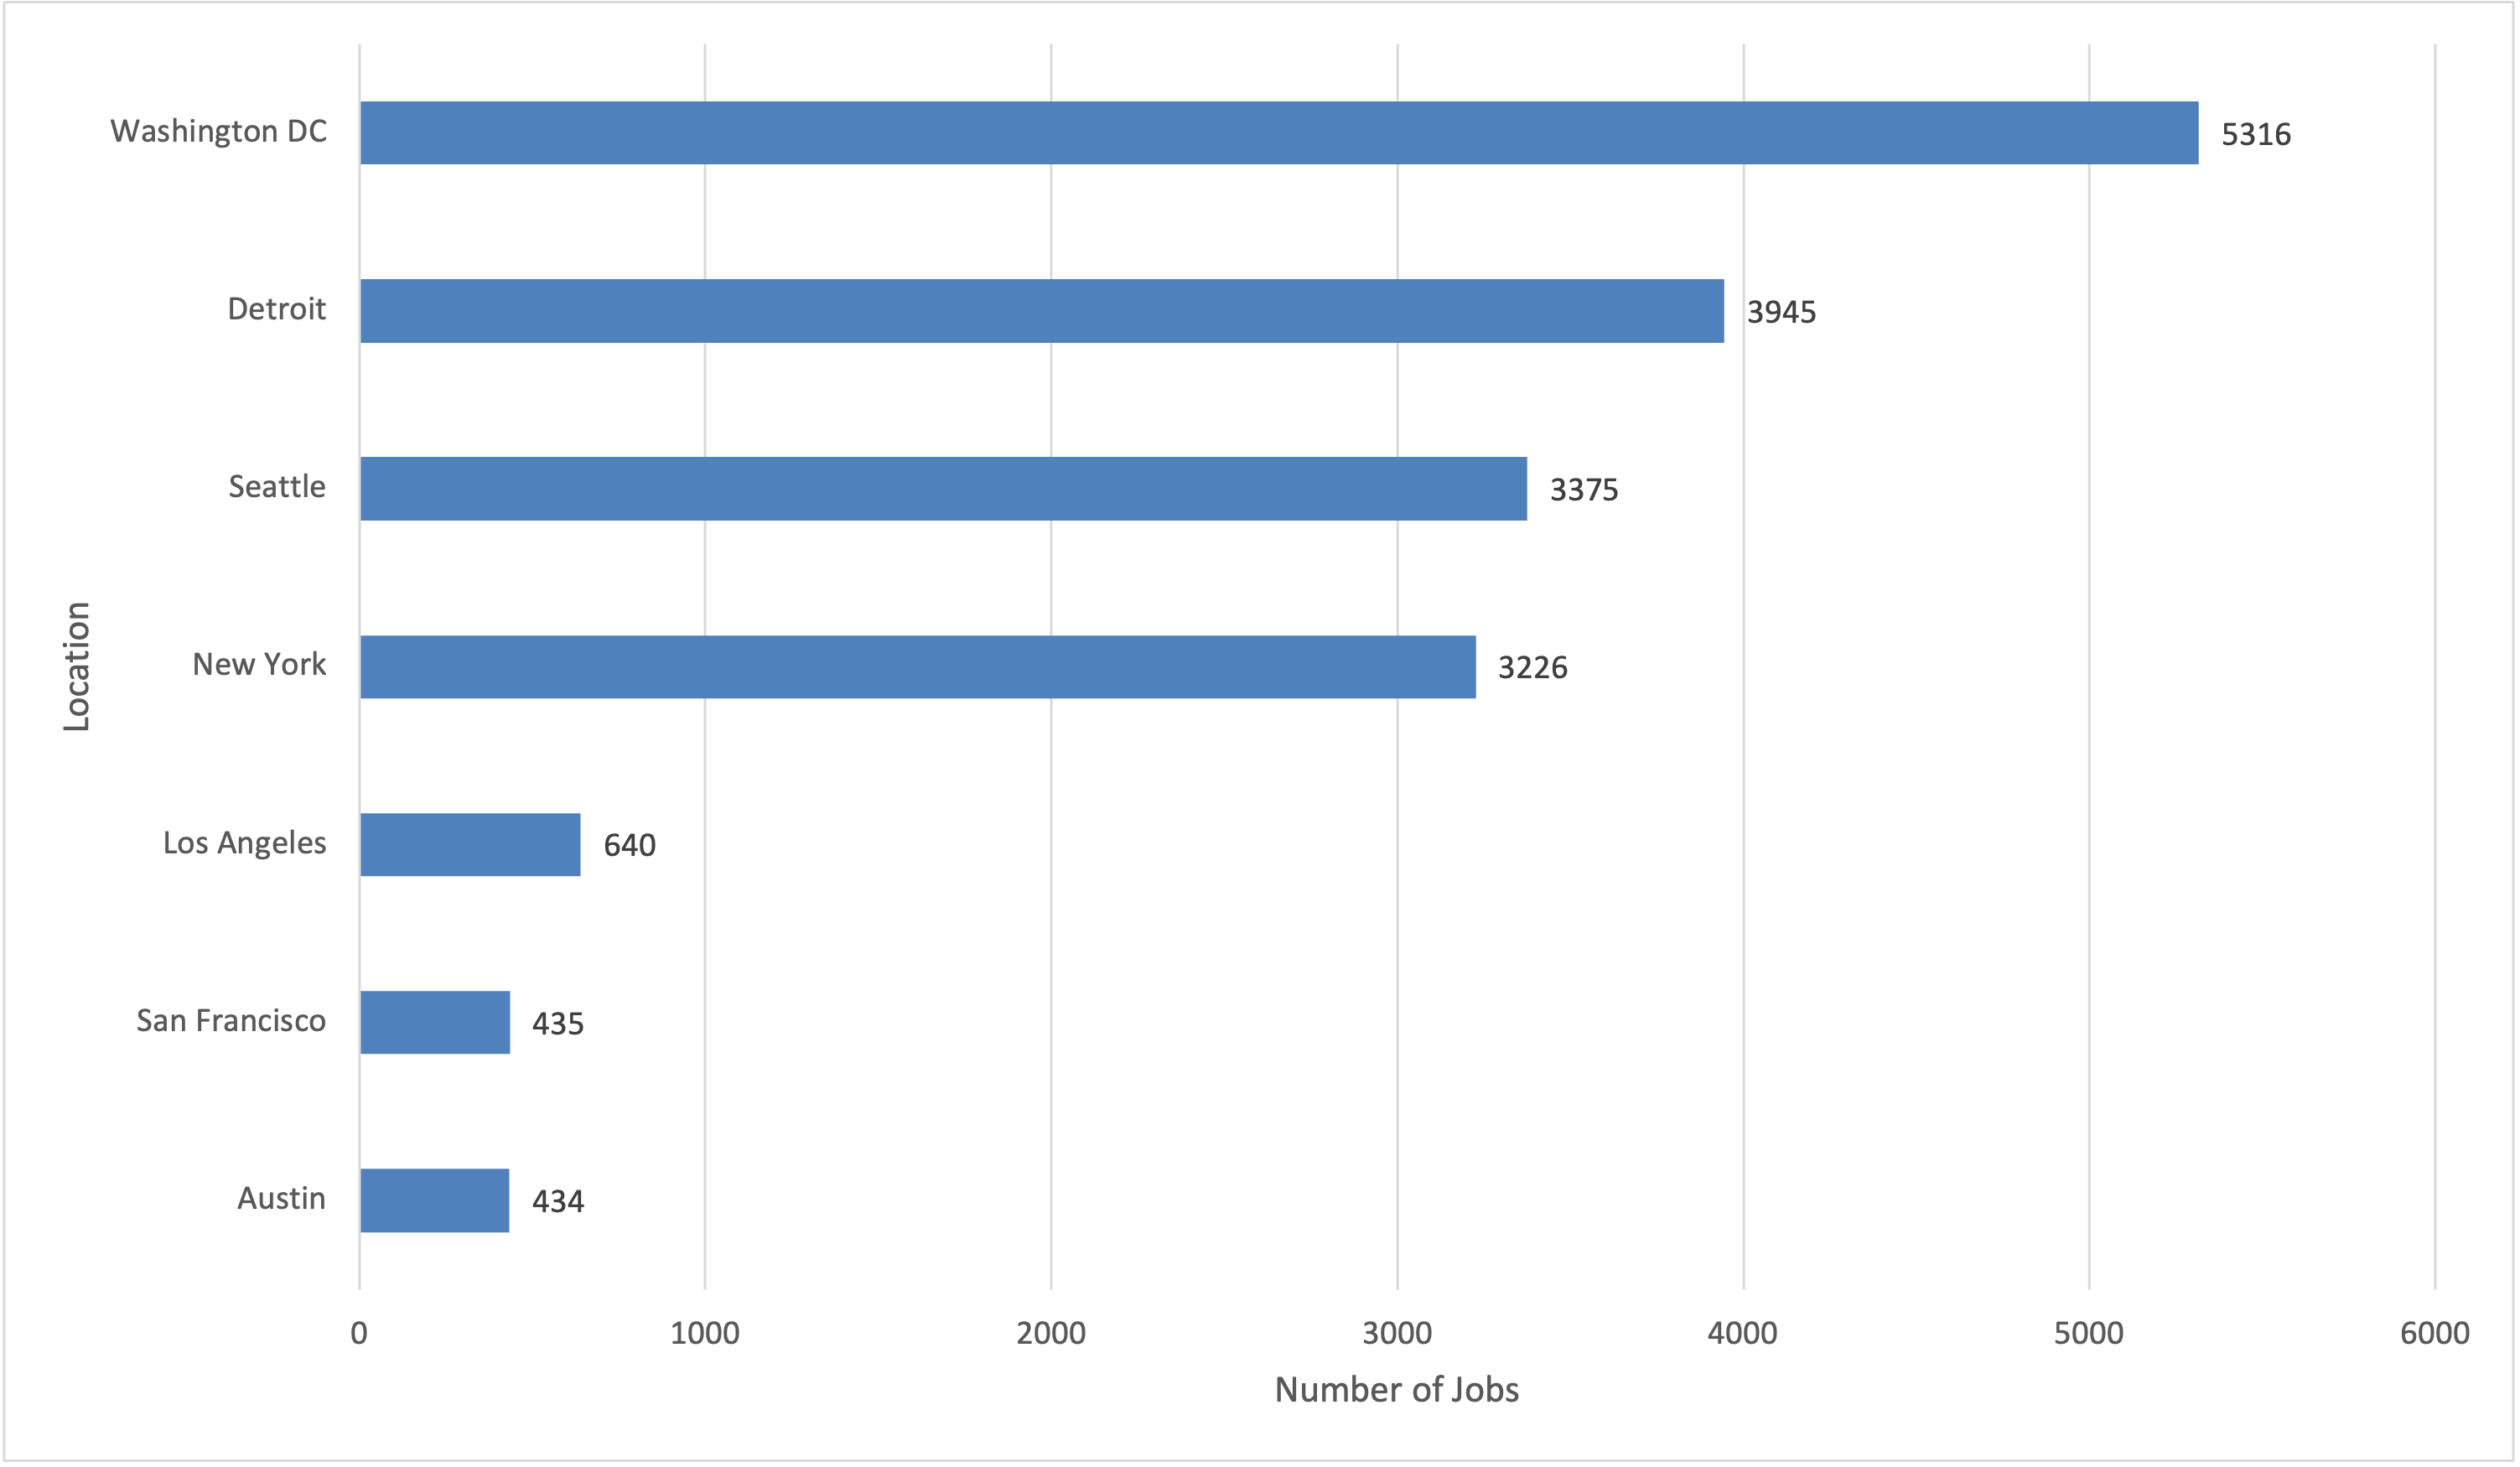 Washington DC
5316
Detroit
3945
Seattle
3375
New York
3226
Los Angeles
640
San Francisco
435
Austin
434
Location
0 1000 2000 3000 4000 5000 6000
Number of Jobs